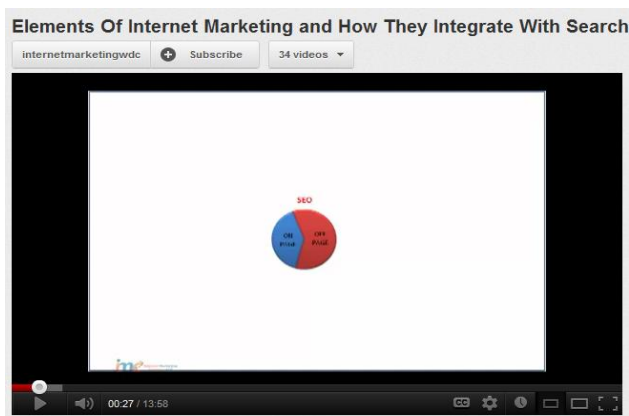 Elements Of Internet Marketing and How They Integrate With Search
internetmarketingwdc Subscribe 34 videos
SEO
ON OFF
PAGE PAGE
00:27 / 13:58 CC